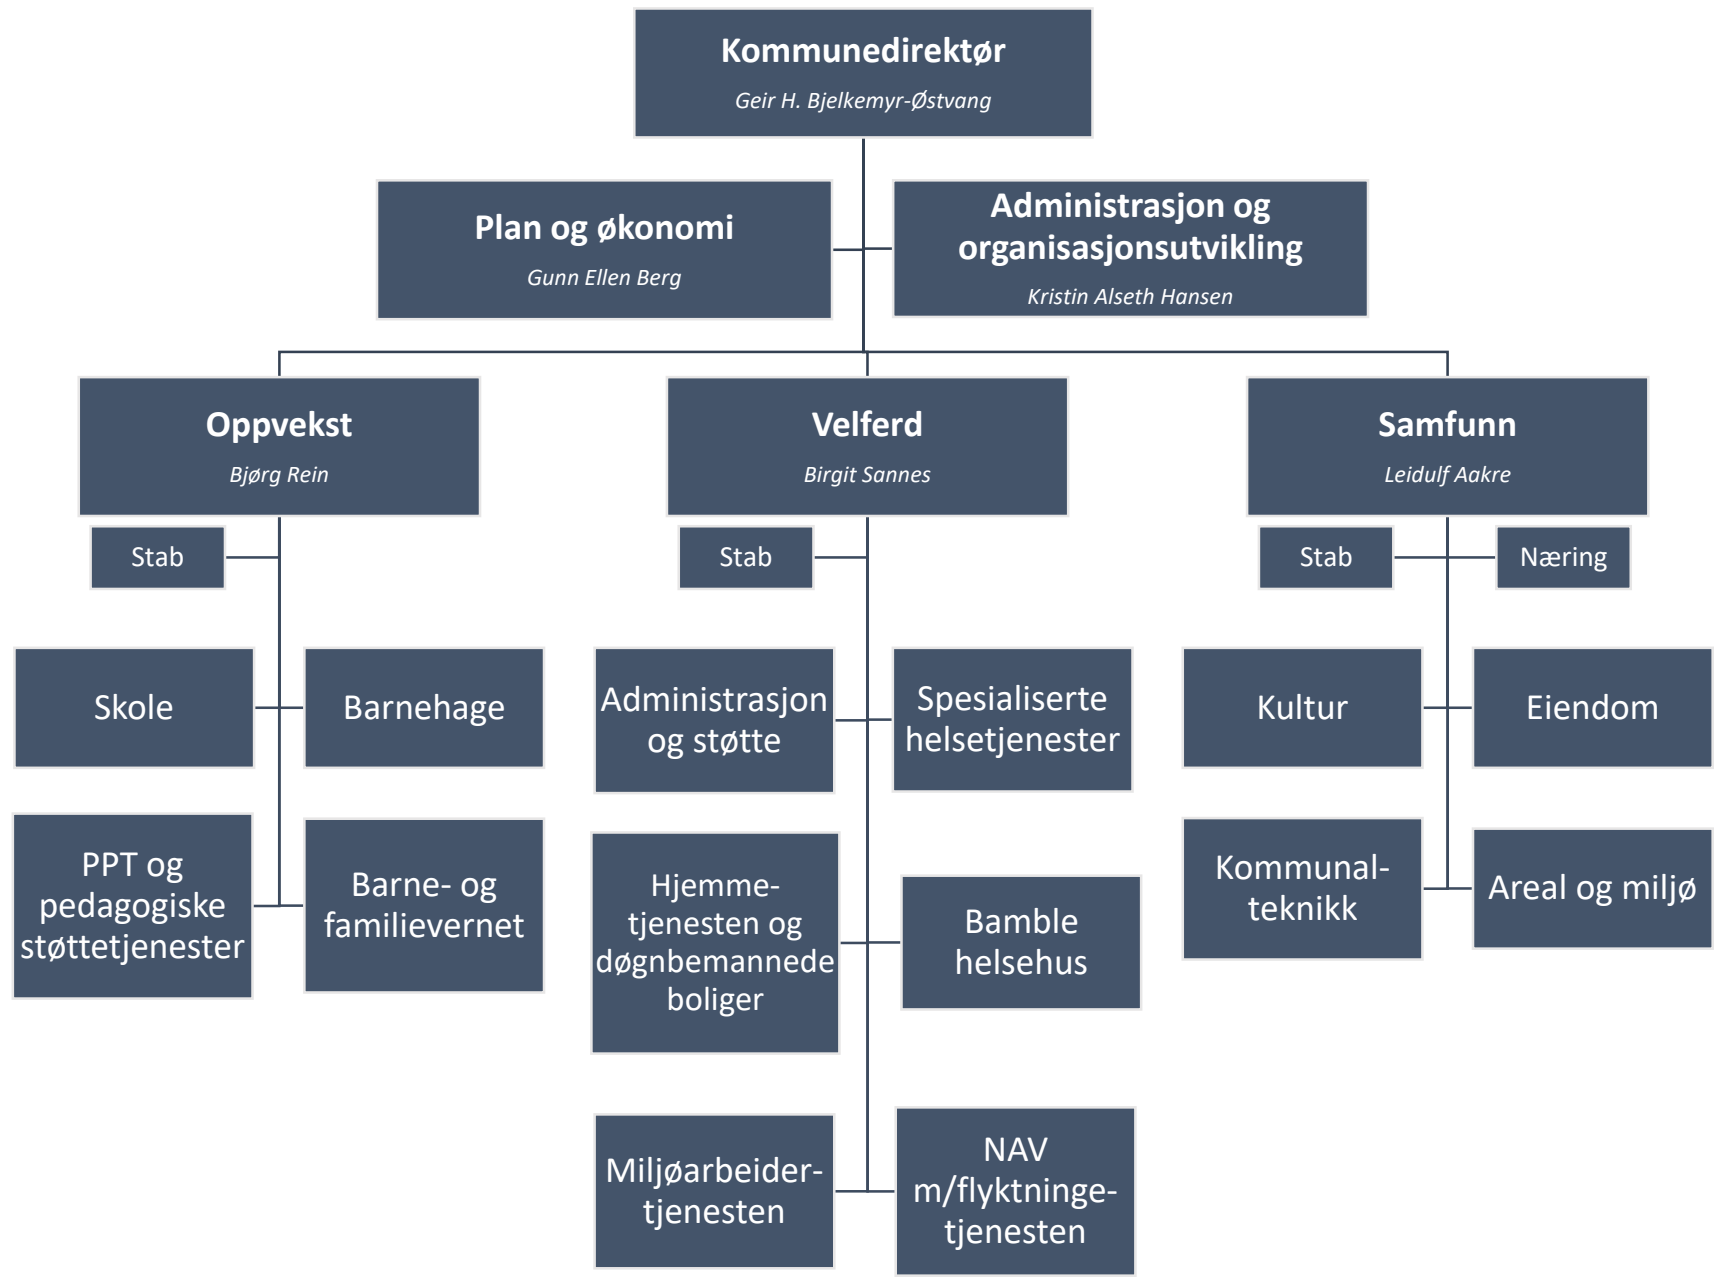 Kommunedirektør
Geir H. Bjelkemyr-Østvang
Plan og økonomi
Gunn Ellen Berg
Administrasjon og
organisasjonsutvikling
Kristin Alseth Hansen
Oppvekst
Bjørg Rein
Velferd
Birgit Sannes
Samfunn
Leidulf Aakre
Stab
Stab
Stab
Næring
Skole
Barnehage
PPT og
pedagogiske
støttetjenester
Barne- og
familievernet
Administrasjon
og støtte
Spesialiserte
helsetjenester
Hjemme-
tjenesten og
døgnbemannede
boliger
Bamble
helsehus
Miljøarbeider-
tjenesten
NAV
m/flyktninge-
tjenesten
Kultur
Eiendom
Kommunal-
teknikk
Areal og miljø